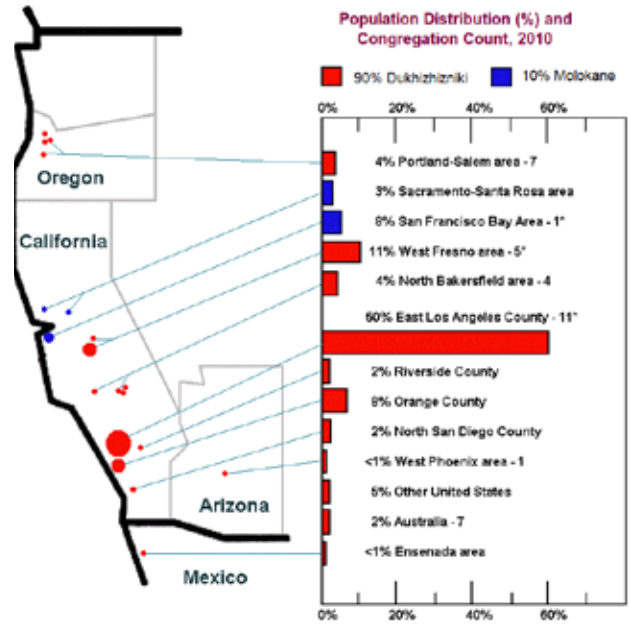 Population Distribution (%) and
Congregation Count, 2010
90% Dukhizhizniki
10% Molokane
0% 20% 40% 60%
4% Portland-Salem area - 7
3% Sacramento-Santa Rosa area
8% San Francisco Bay Area - 1*
11% West Fresno area - 5*
4% North Bakersfield area - 4
60% East Los Angeles County - 11*
2% Riverside County
8% Orange County
2% North San Diego County
<1% West Phoenix area - 1
5% Other United States
2% Australia - 7
<1% Ensenada area
0% 20% 40% 60%
Oregon
California
Arizona
Mexico